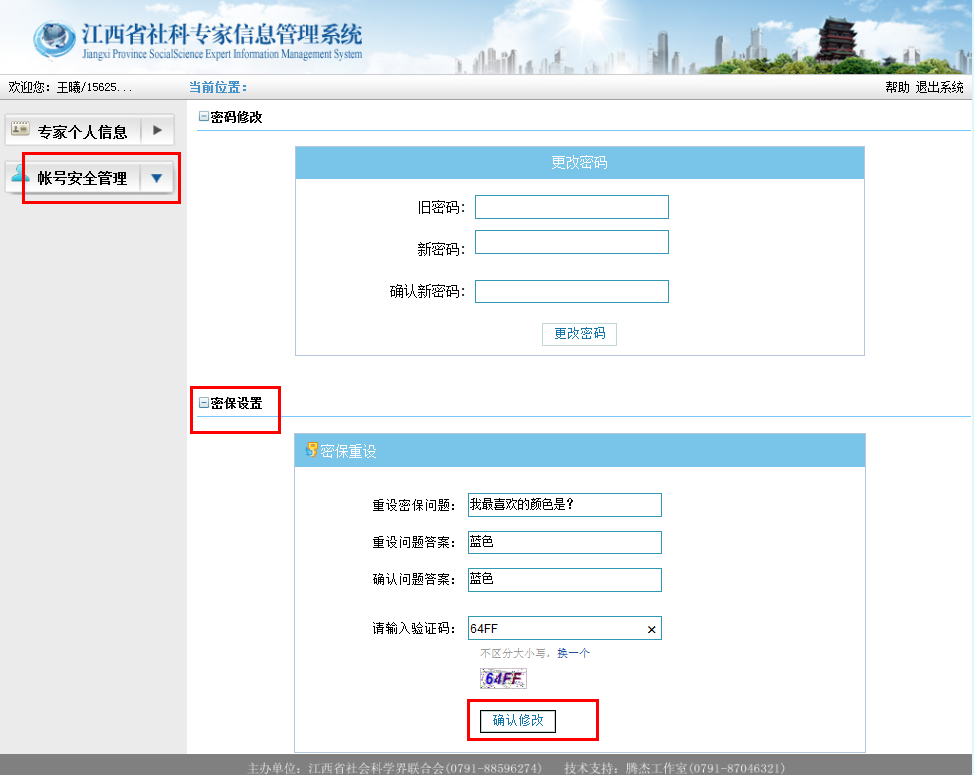 江西省社科专家信息管理系统
Jiangxi Province SocialScience Expert Information Management System
欢迎您：王曦/15625... 当前位置： 帮助 退出系统
专家个人信息
帐号安全管理
密码修改
更改密码
旧密码：
新密码：
确认新密码：
更改密码
密保设置
密保重设
重设密保问题： 我最喜欢的颜色是？
重设问题答案： 蓝色
确认问题答案： 蓝色
请输入验证码： 64FF ×
不区分大小写，换一个
64FF
确认修改
主办单位：江西省社会科学界联合会(0791-88596274) 技术支持：腾杰工作室(0791-87046321)